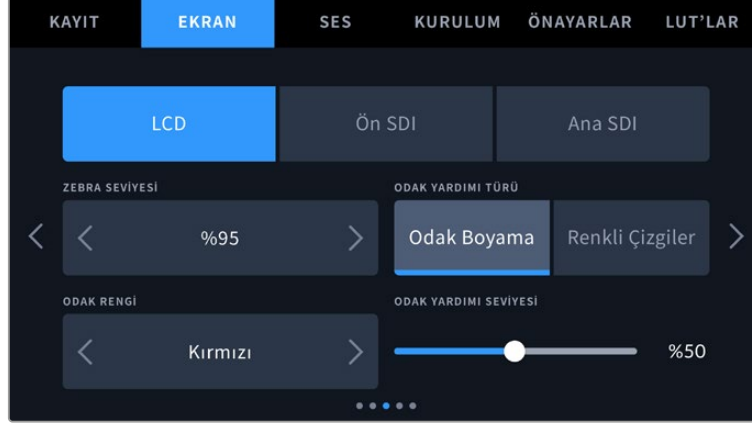 KAYIT EKRAN SES KURULUM ÖNAYARLAR LUT’LAR
LCD Ön SDI Ana SDI
ZEBRA SEVİYESİ ODAK YARDIMI TÜRÜ
%95 Odak Boyama Renkli Çizgiler
ODAK RENGİ ODAK YARDIMI SEVİYESİ
Kırmızı %50